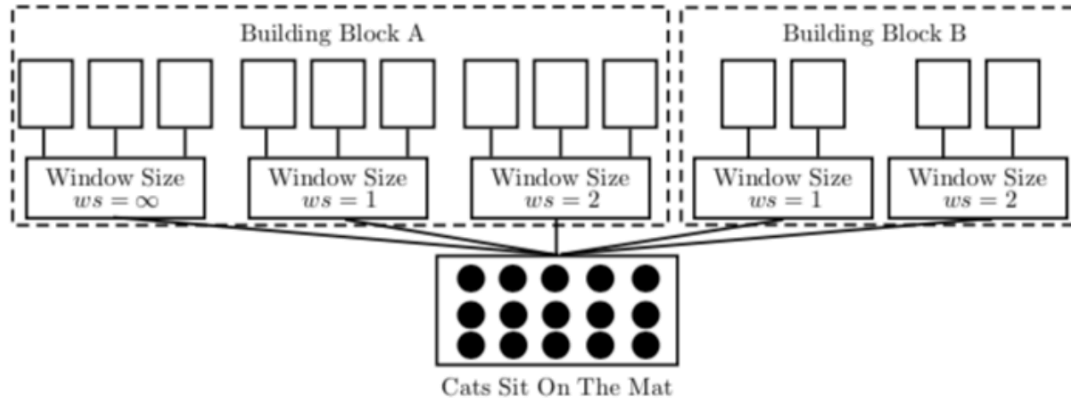 Building Block A
Building Block B
Window Size
ws = ∞
Window Size
ws = 1
Window Size
ws = 2
Window Size
ws = 1
Window Size
ws = 2
Cats Sit On The Mat